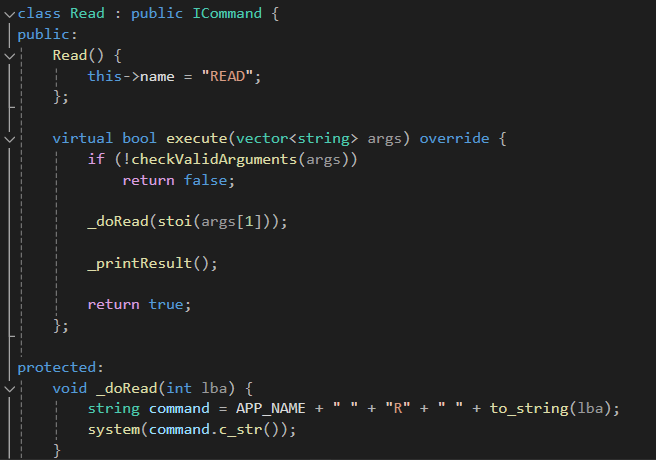 class Read : public ICommand {
public:
    Read() {
        this->name = "READ";
    };

    virtual bool execute(vector<string> args) override {
        if (!checkValidArguments(args))
            return false;

        _doRead(stoi(args[1]));

        _printResult();

        return true;
    };

protected:
    void _doRead(int lba) {
        string command = APP_NAME + " " + "R" + " " + to_string(lba);
        system(command.c_str());
    }